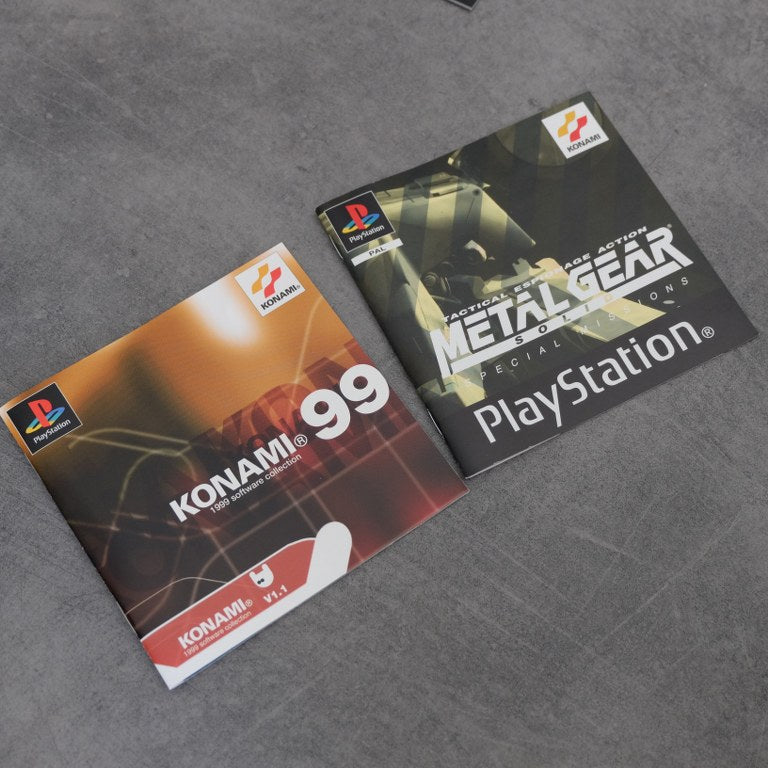 KONAMI®
PlayStation
KONAMI® 99
1999 software collection
KONAMI® V1.1
1999 software collection
KONAMI
PlayStation
PAL
TACTICAL ESPIONAGE ACTION
METAL GEAR
SOLID
SPECIAL MISSIONS
PlayStation®